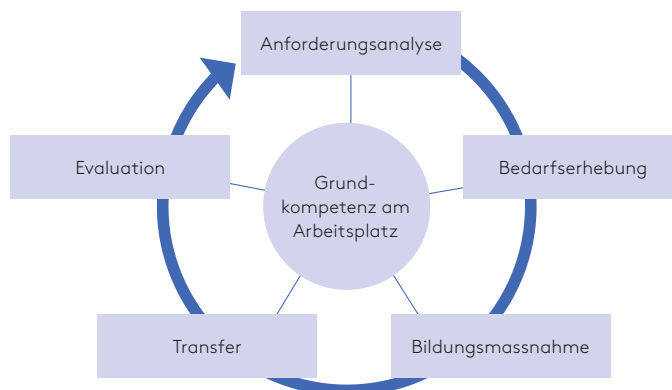 Anforderungsanalyse
Evaluation
Bedarfserhebung
Grund-
kompetenz am
Arbeitsplatz
Transfer
Bildungsmassnahme